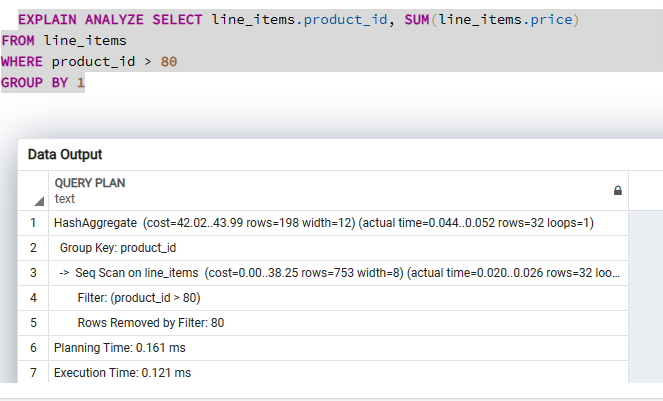 EXPLAIN ANALYZE SELECT line_items.product_id, SUM(line_items.price)
FROM line_items
WHERE product_id > 80
GROUP BY 1
Data Output
QUERY PLAN
text
1 HashAggregate (cost=42.02..43.99 rows=198 width=12) (actual time=0.044..0.052 rows=32 loops=1)
2 Group Key: product_id
3 -> Seq Scan on line_items (cost=0.00..38.25 rows=753 width=8) (actual time=0.020..0.026 rows=32 loo...
4 Filter: (product_id > 80)
5 Rows Removed by Filter: 80
6 Planning Time: 0.161 ms
7 Execution Time: 0.121 ms